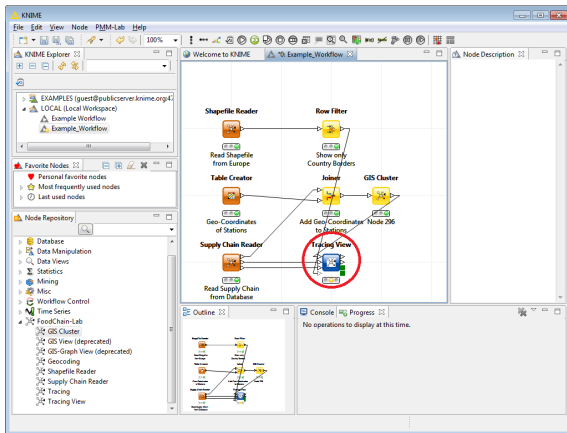 KNIME
File Edit View Node PMM-Lab Help
100%
KNIME Explorer
EXAMPLES (guest@publicserver.knime.org:47
LOCAL (Local Workspace)
Example Workflow
Example_Workflow
Favorite Nodes
Personal favorite nodes
Most frequently used nodes
Last used nodes
Node Repository
Database
Data Manipulation
Data Views
Statistics
Mining
Misc
Workflow Control
Time Series
FoodChain-Lab
GIS Cluster
GIS View (deprecated)
GIS-Graph View (deprecated)
Geocoding
Shapefile Reader
Supply Chain Reader
Tracing
Tracing View
Welcome to KNIME
*0: Example_Workflow
Shapefile Reader
Row Filter
Read Shapefile
from Europe
Show only
Country Borders
Table Creator
Joiner
GIS Cluster
Geo-Coordinates
of Stations
Add Geo-Coordinates
to Stations
Node 296
Supply Chain Reader
Tracing View
Read Supply Chain
from Database
Node Description
Outline
Console
Progress
No operations to display at this time.